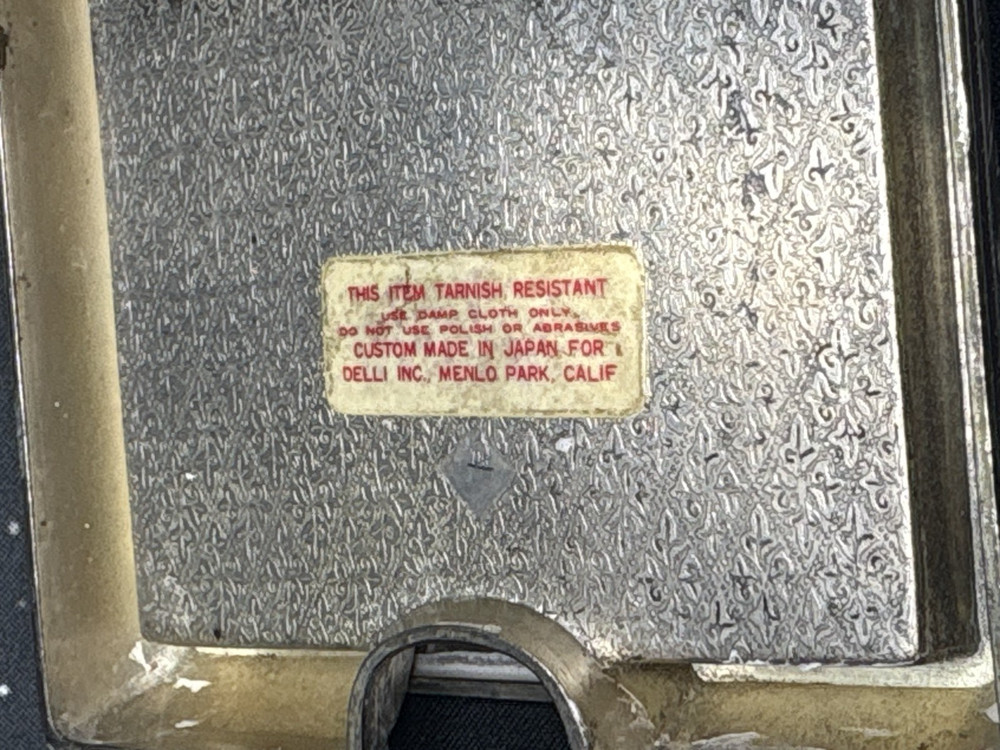 THIS ITEM TARNISH RESISTANT
USE DAMP CLOTH ONLY.
DO NOT USE POLISH OR ABRASIVES
CUSTOM MADE IN JAPAN FOR
DELLI INC., MENLO PARK, CALIF